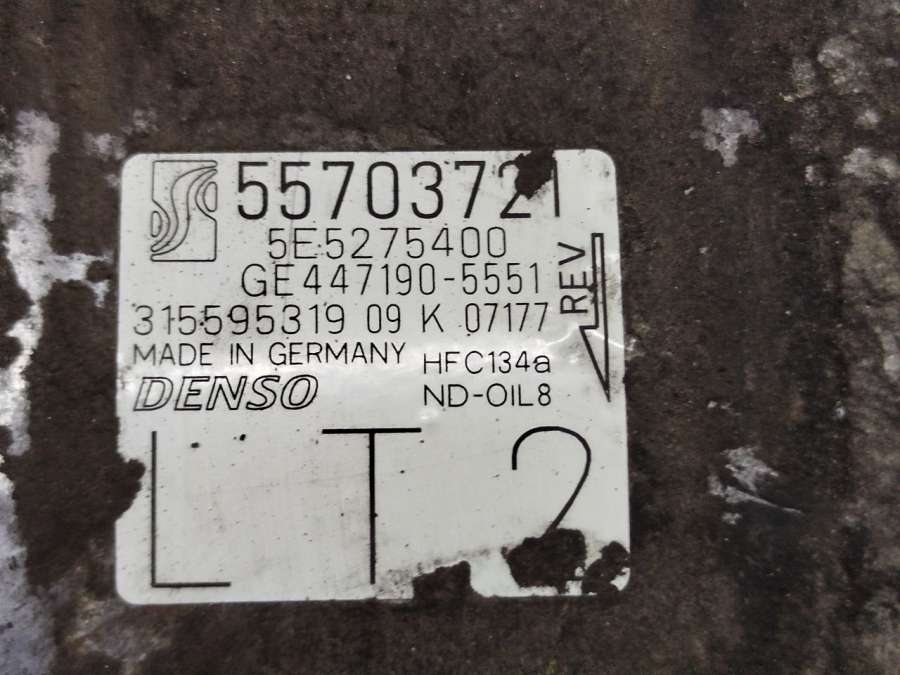 55703721
5E5275400
GE447190-5551
315595319 09 K 07177
REV
MADE IN GERMANY
HFC134a
DENSO
ND-OIL8
LT2